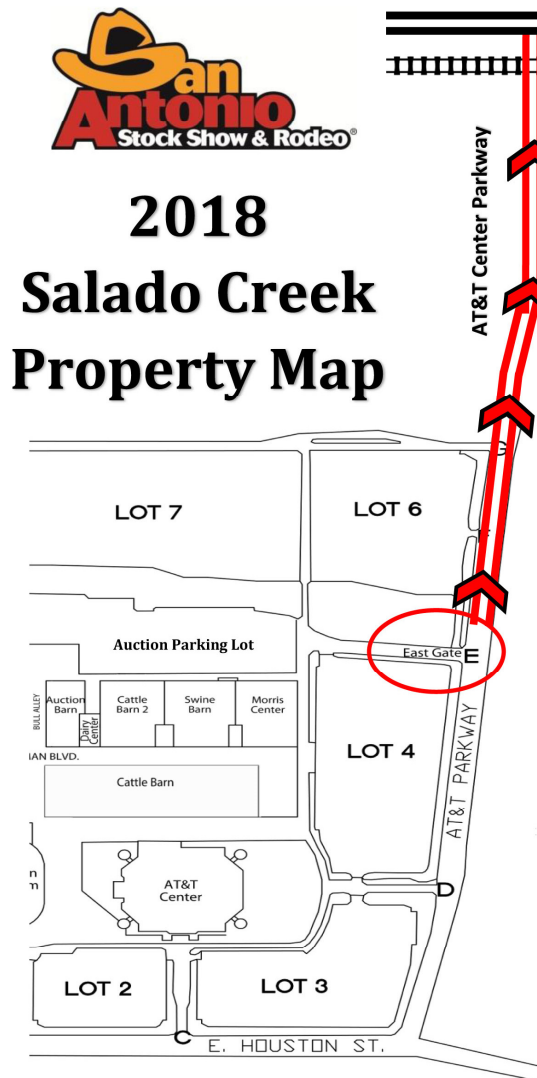 San
Antonio
Stock Show & Rodeo®
2018
Salado Creek
Property Map
AT&T Center Parkway
G
LOT 7
LOT 6
F
Auction Parking Lot
East Gate E
BULL ALLEY
Auction
Barn
Dairy
Center
Cattle
Barn 2
Swine
Barn
Morris
Center
LOT 4
AT&T PARKWAY
IAN BLVD.
Cattle Barn
n
m
AT&T
Center
D
LOT 2
LOT 3
C
E. HOUSTON ST.